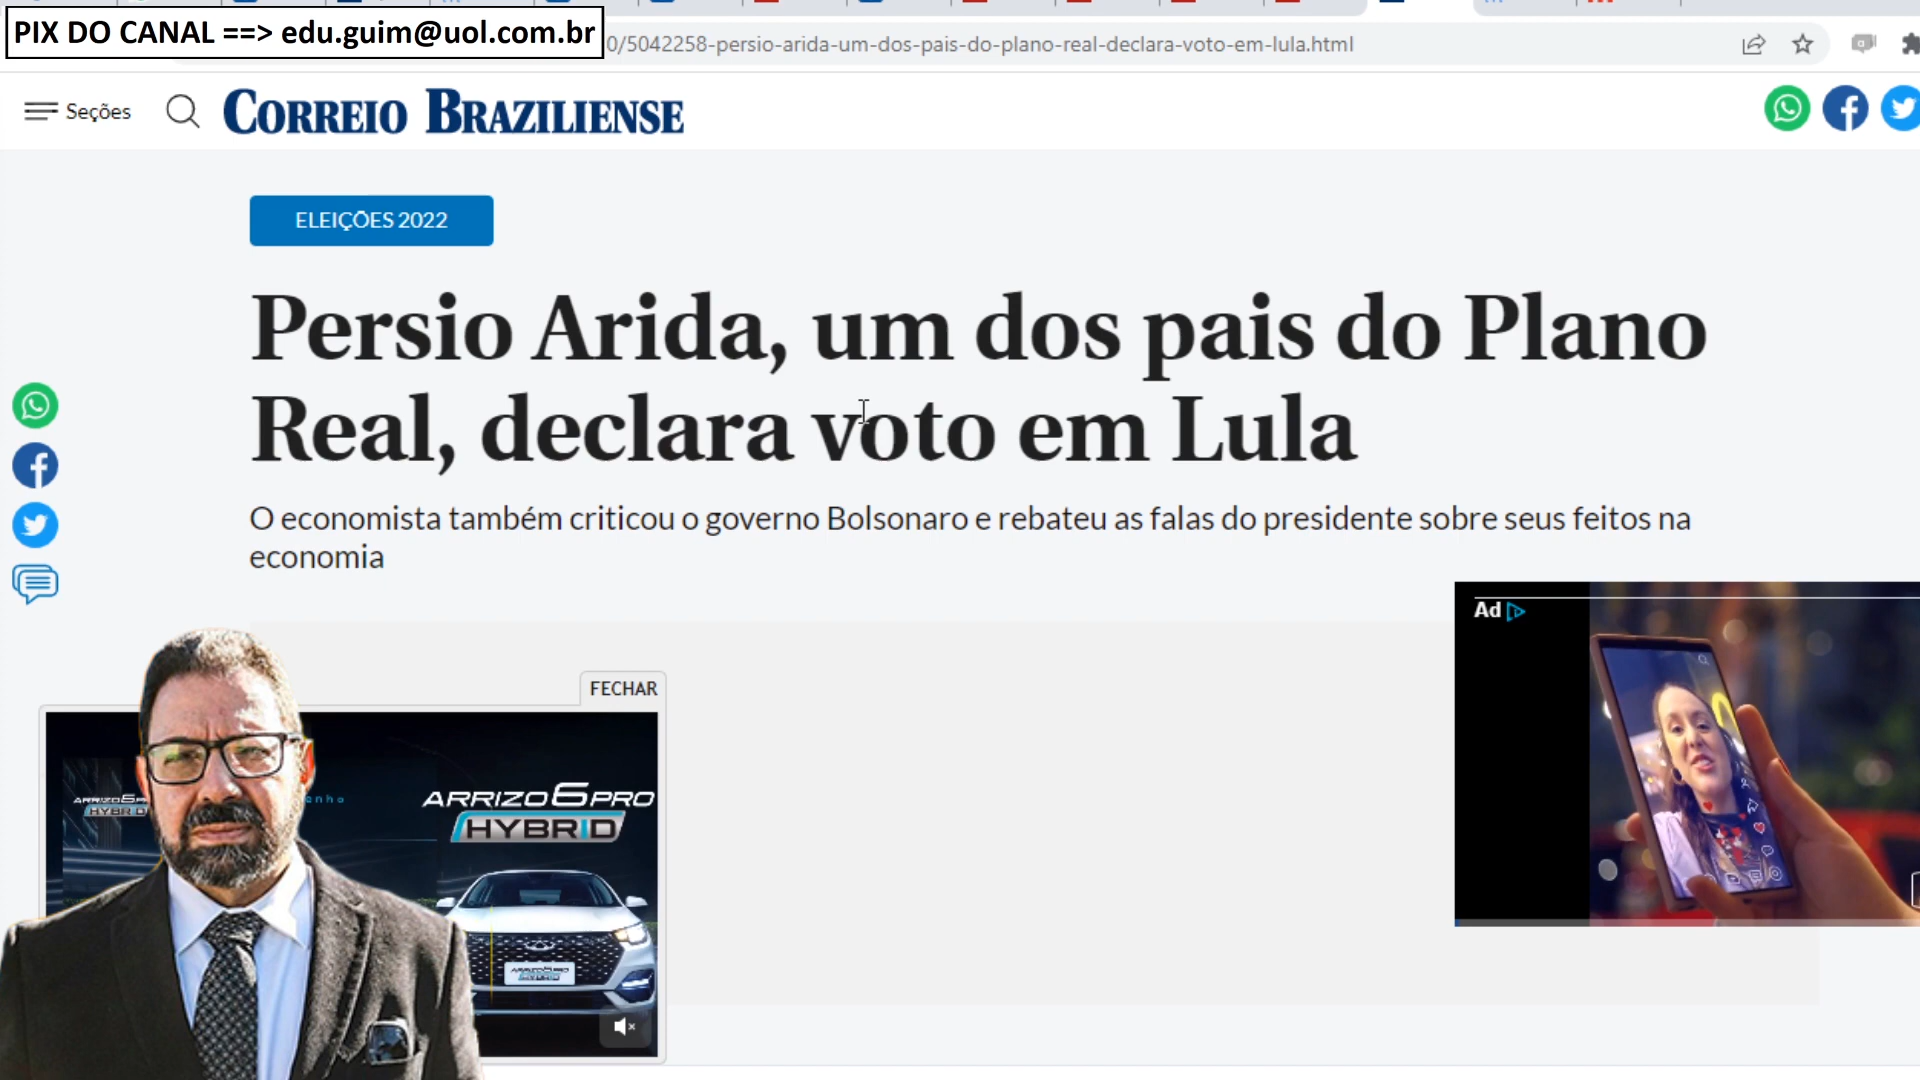 PIX DO CANAL ==> edu.guim@uol.com.br
0/5042258-persio-arida-um-dos-pais-do-plano-real-declara-voto-em-lula.html
Seções
CORREIO BRAZILIENSE
ELEIÇÕES 2022
Persio Arida, um dos pais do Plano
Real, declara voto em Lula
O economista também criticou o governo Bolsonaro e rebateu as falas do presidente sobre seus feitos na
economia
Ad
FECHAR
ARRIZO 6 PRO
HYBRID